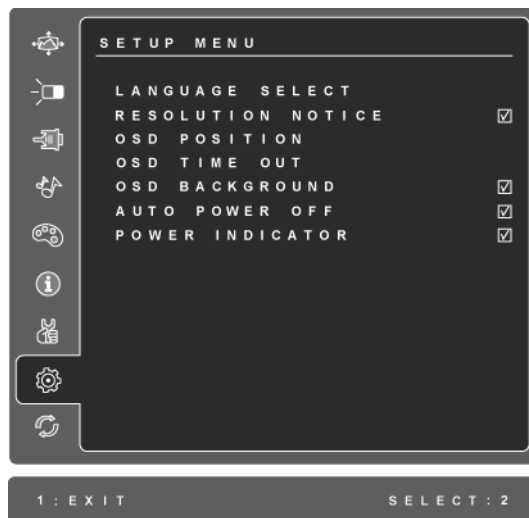 SETUP MENU
LANGUAGE SELECT
RESOLUTION NOTICE
OSD POSITION
OSD TIME OUT
OSD BACKGROUND
AUTO POWER OFF
POWER INDICATOR
1:EXIT SELECT:2